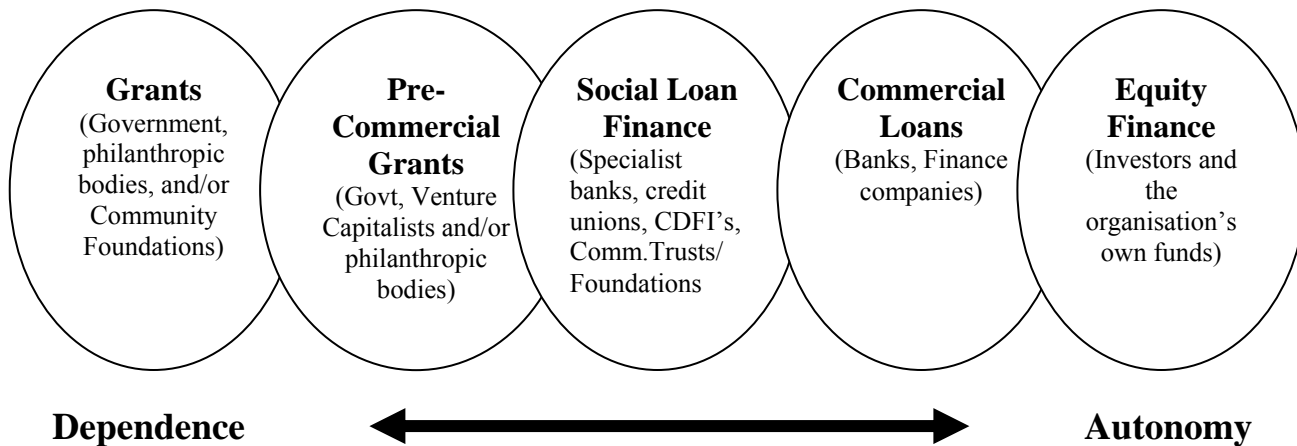 Grants
(Government,
philanthropic
bodies, and/or
Community
Foundations)
Pre-
Commercial
Grants
(Govt, Venture
Capitalists and/or
philanthropic
bodies)
Social Loan
Finance
(Specialist
banks, credit
unions, CDFI's,
Comm.Trusts/
Foundations
Commercial
Loans
(Banks, Finance
companies)
Equity
Finance
(Investors and
the
organisation's
own funds)
Dependence
Autonomy